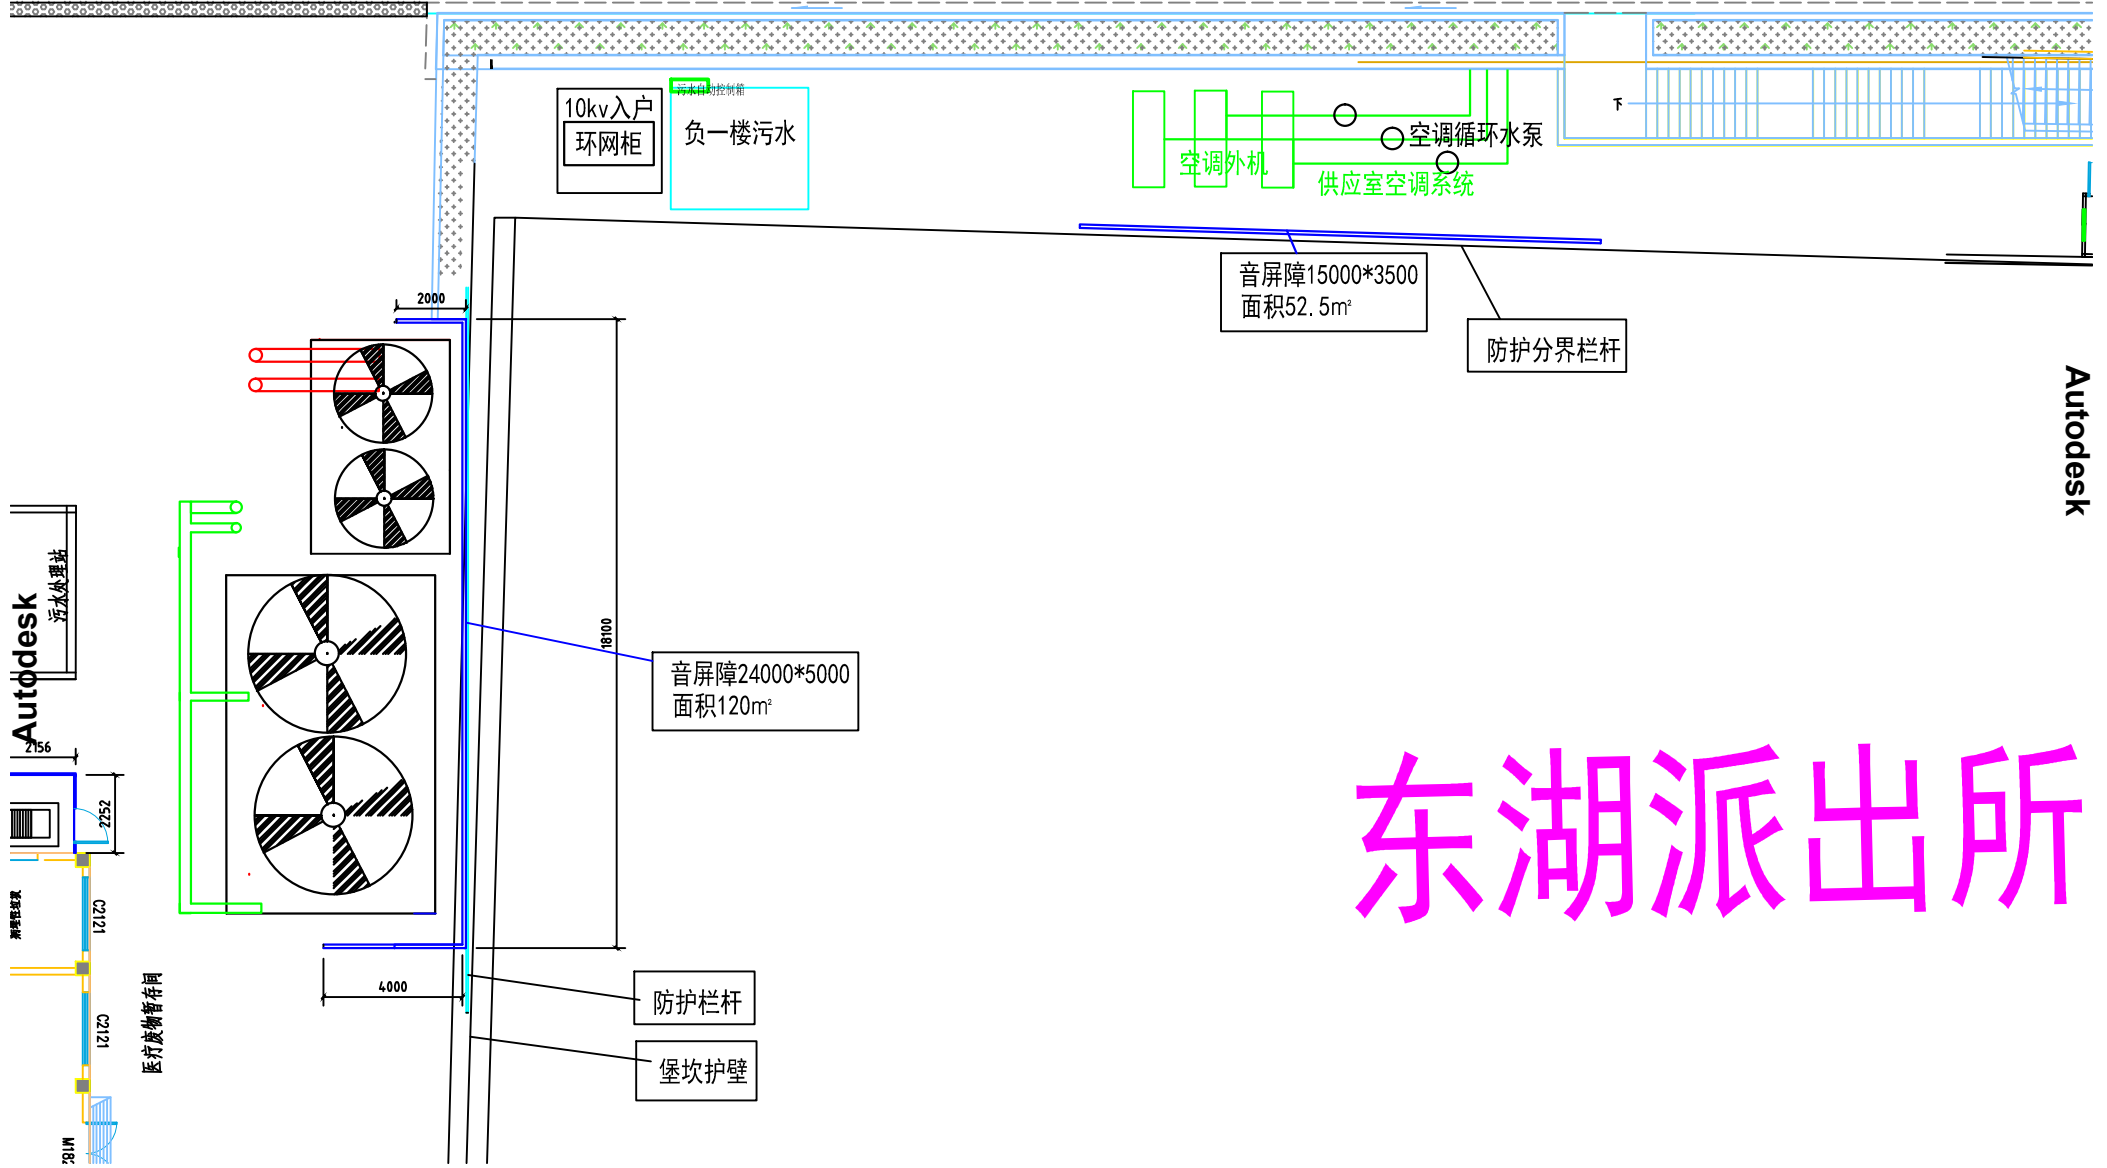 污水自动控制箱
10kv入户
环网柜
负一楼污水
空调循环水泵
空调外机
供应室空调系统
下
音屏障15000*3500
面积52.5m²
防护分界栏杆
2000
18100
Autodesk
污水处理站
Autodesk
音屏障24000*5000
面积120m²
东湖派出所
2156
2252
C2121
C2121
4000
防护栏杆
医疗废物暂存间
堡坎护壁